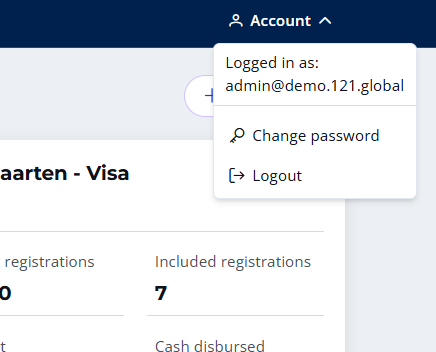 Account
Logged in as:
admin@demo.121.global
Change password
Logout
aarten - Visa
registrations
Included registrations
0
7
t
Cash disbursed